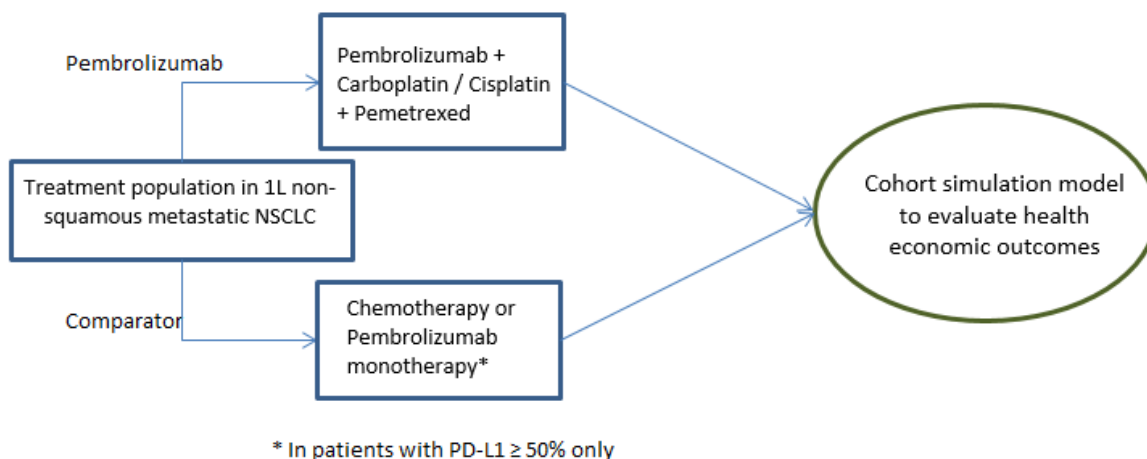 Pembrolizumab
Pembrolizumab +
Carboplatin / Cisplatin
+ Pemetrexed
Treatment population in 1L non-
squamous metastatic NSCLC
Cohort simulation model
to evaluate health
economic outcomes
Comparator
Chemotherapy or
Pembrolizumab
monotherapy*
* In patients with PD-L1 ≥ 50% only